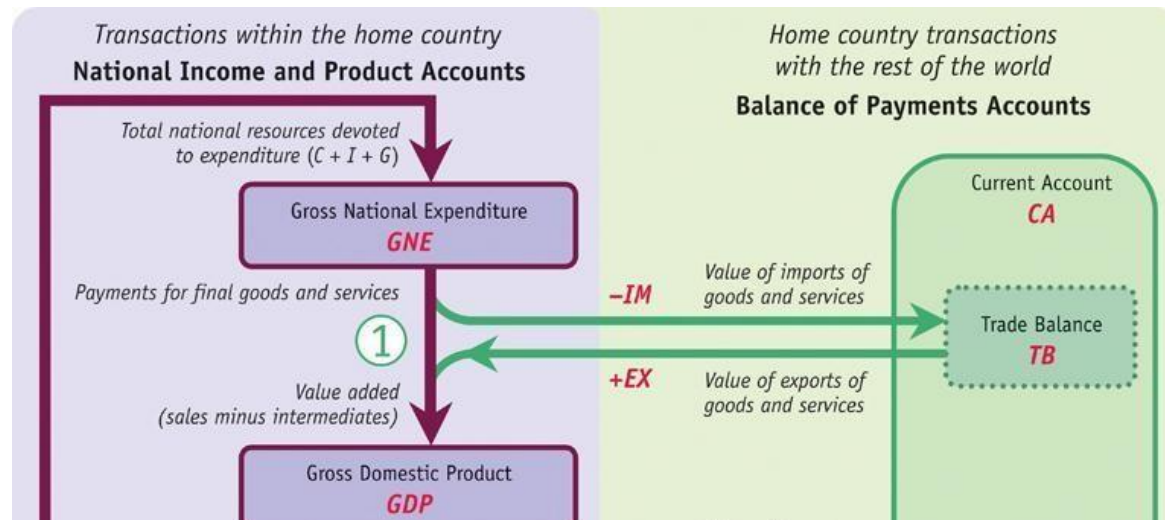 Transactions within the home country
National Income and Product Accounts
Home country transactions
with the rest of the world
Balance of Payments Accounts
Total national resources devoted
to expenditure (C + I + G)
Current Account
CA
Gross National Expenditure
GNE
Payments for final goods and services
–IM
Value of imports of
goods and services
1
Trade Balance
TB
+EX
Value of exports of
goods and services
Value added
(sales minus intermediates)
Gross Domestic Product
GDP